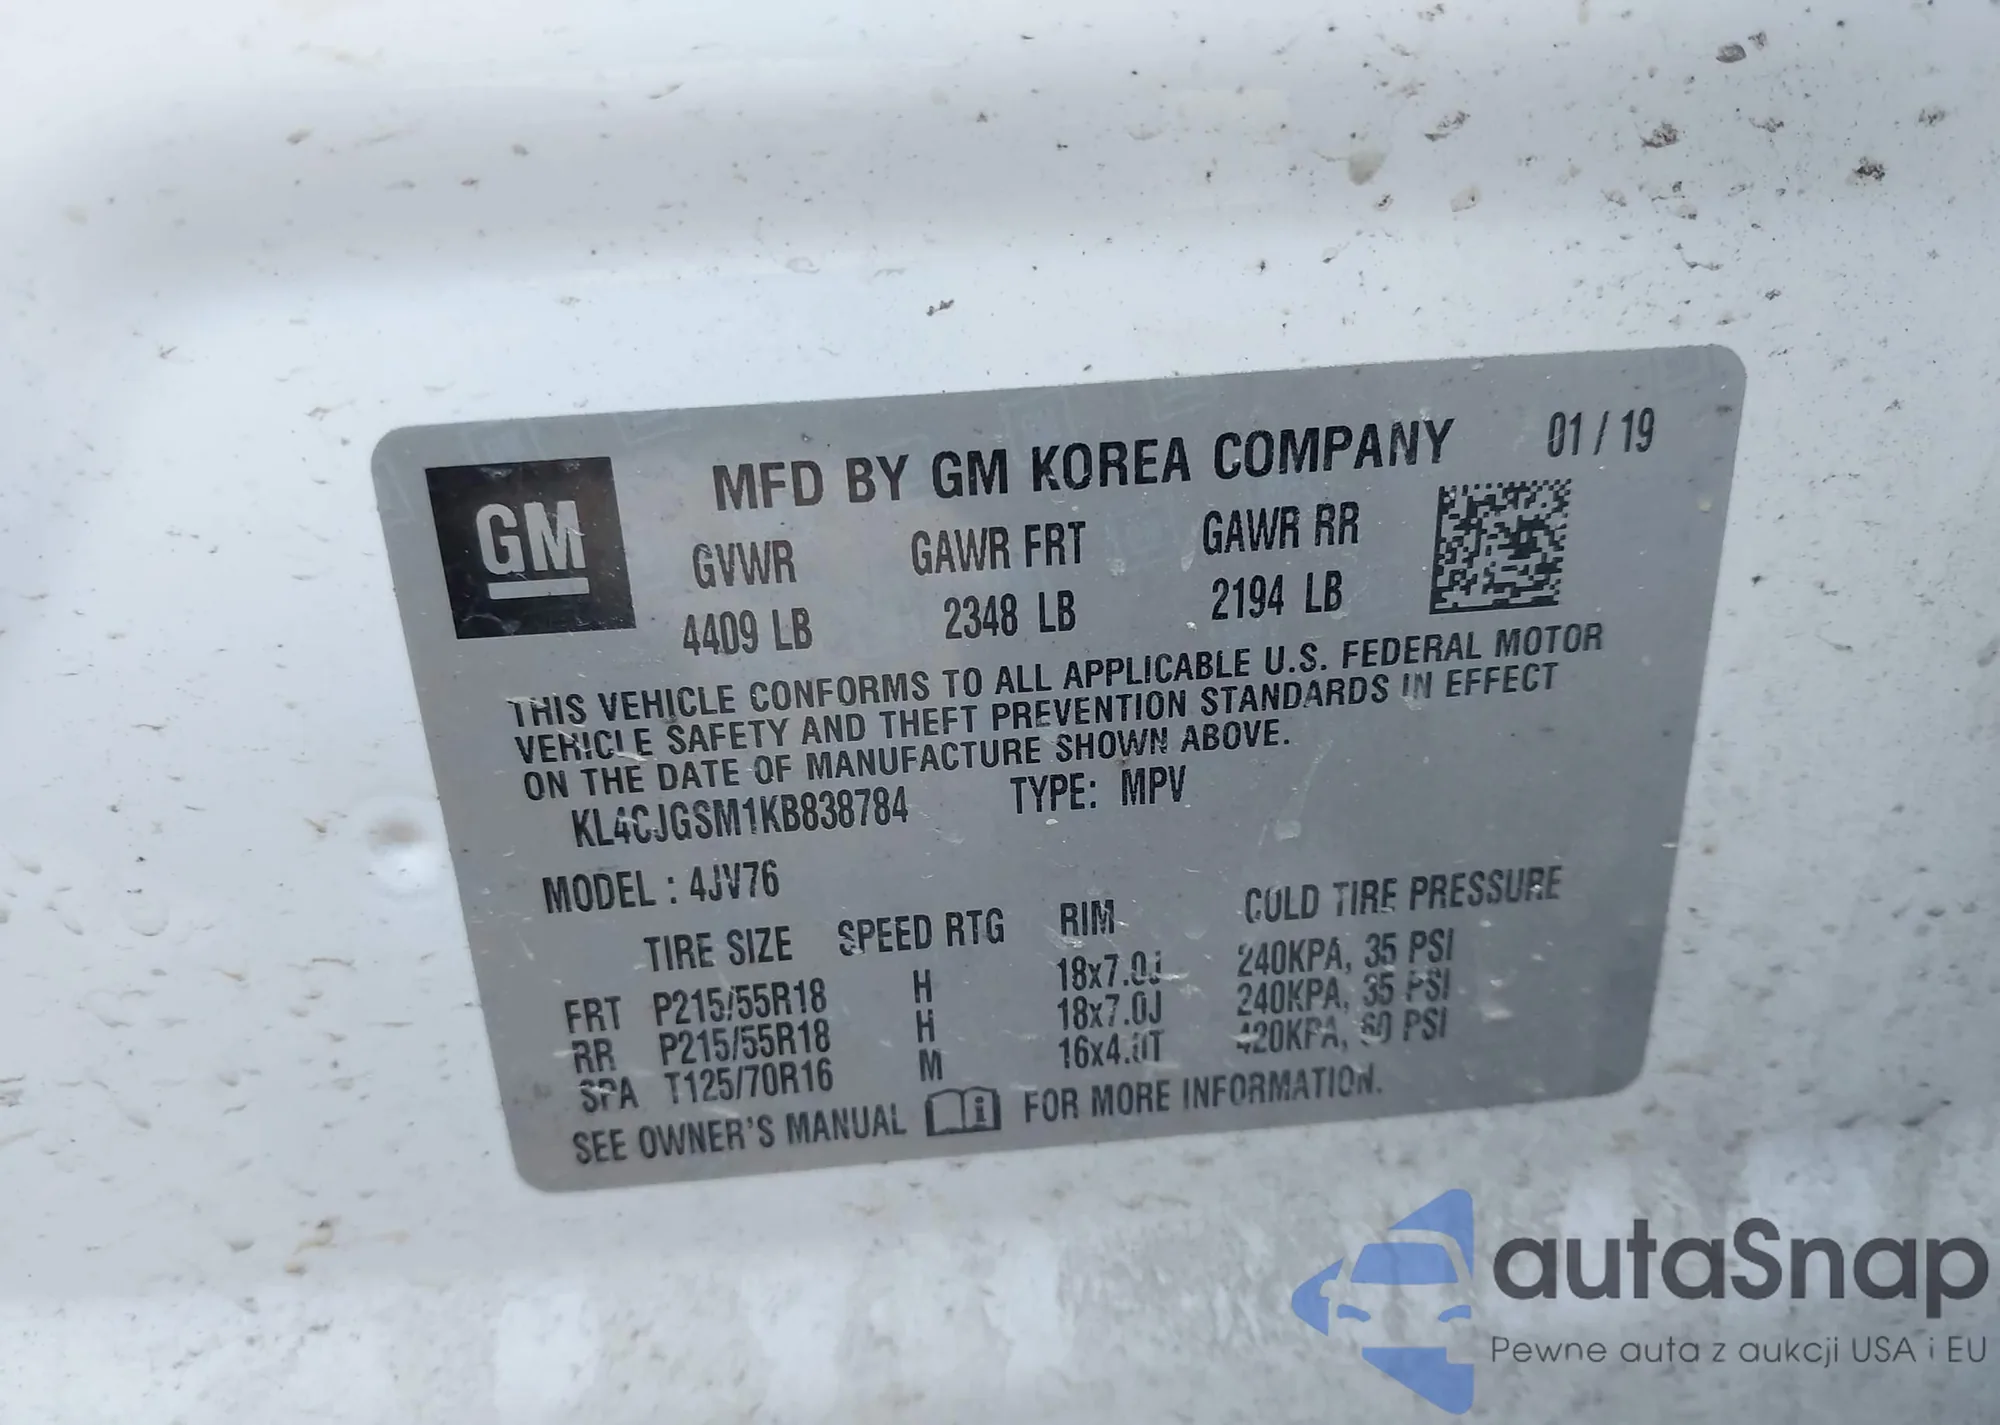 GM
MFD BY GM KOREA COMPANY 01 / 19
GVWR GAWR FRT GAWR RR
4409 LB 2348 LB 2194 LB
THIS VEHICLE CONFORMS TO ALL APPLICABLE U.S. FEDERAL MOTOR
VEHICLE SAFETY AND THEFT PREVENTION STANDARDS IN EFFECT
ON THE DATE OF MANUFACTURE SHOWN ABOVE.
KL4CJGSM1KB838784 TYPE: MPV
MODEL : 4JV76
TIRE SIZE SPEED RTG RIM COLD TIRE PRESSURE
FRT P215/55R18 H 18x7.0J 240KPA, 35 PSI
RR P215/55R18 H 18x7.0J 240KPA, 35 PSI
SPA T125/70R16 M 16x4.0T 420KPA, 60 PSI
SEE OWNER'S MANUAL FOR MORE INFORMATION.
autaSnap
Pewne auta z aukcji USA i EU